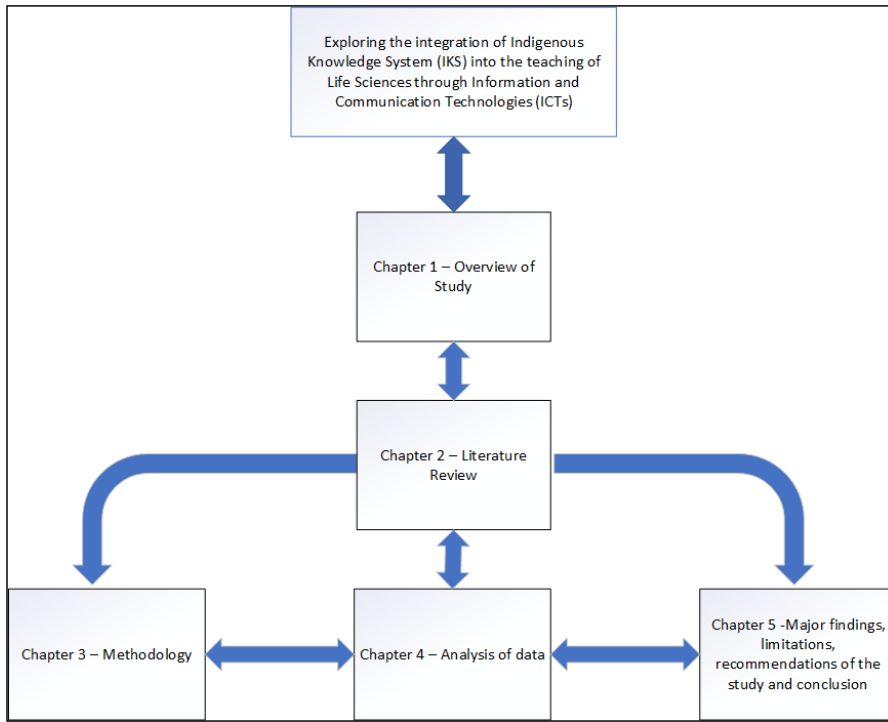 Exploring the integration of Indigenous
Knowledge System (IKS) into the teaching of
Life Sciences through Information and
Communication Technologies (ICTs)
Chapter 1 – Overview of
Study
Chapter 2 – Literature
Review
Chapter 3 – Methodology
Chapter 4 – Analysis of data
Chapter 5 -Major findings,
limitations,
recommendations of the
study and conclusion